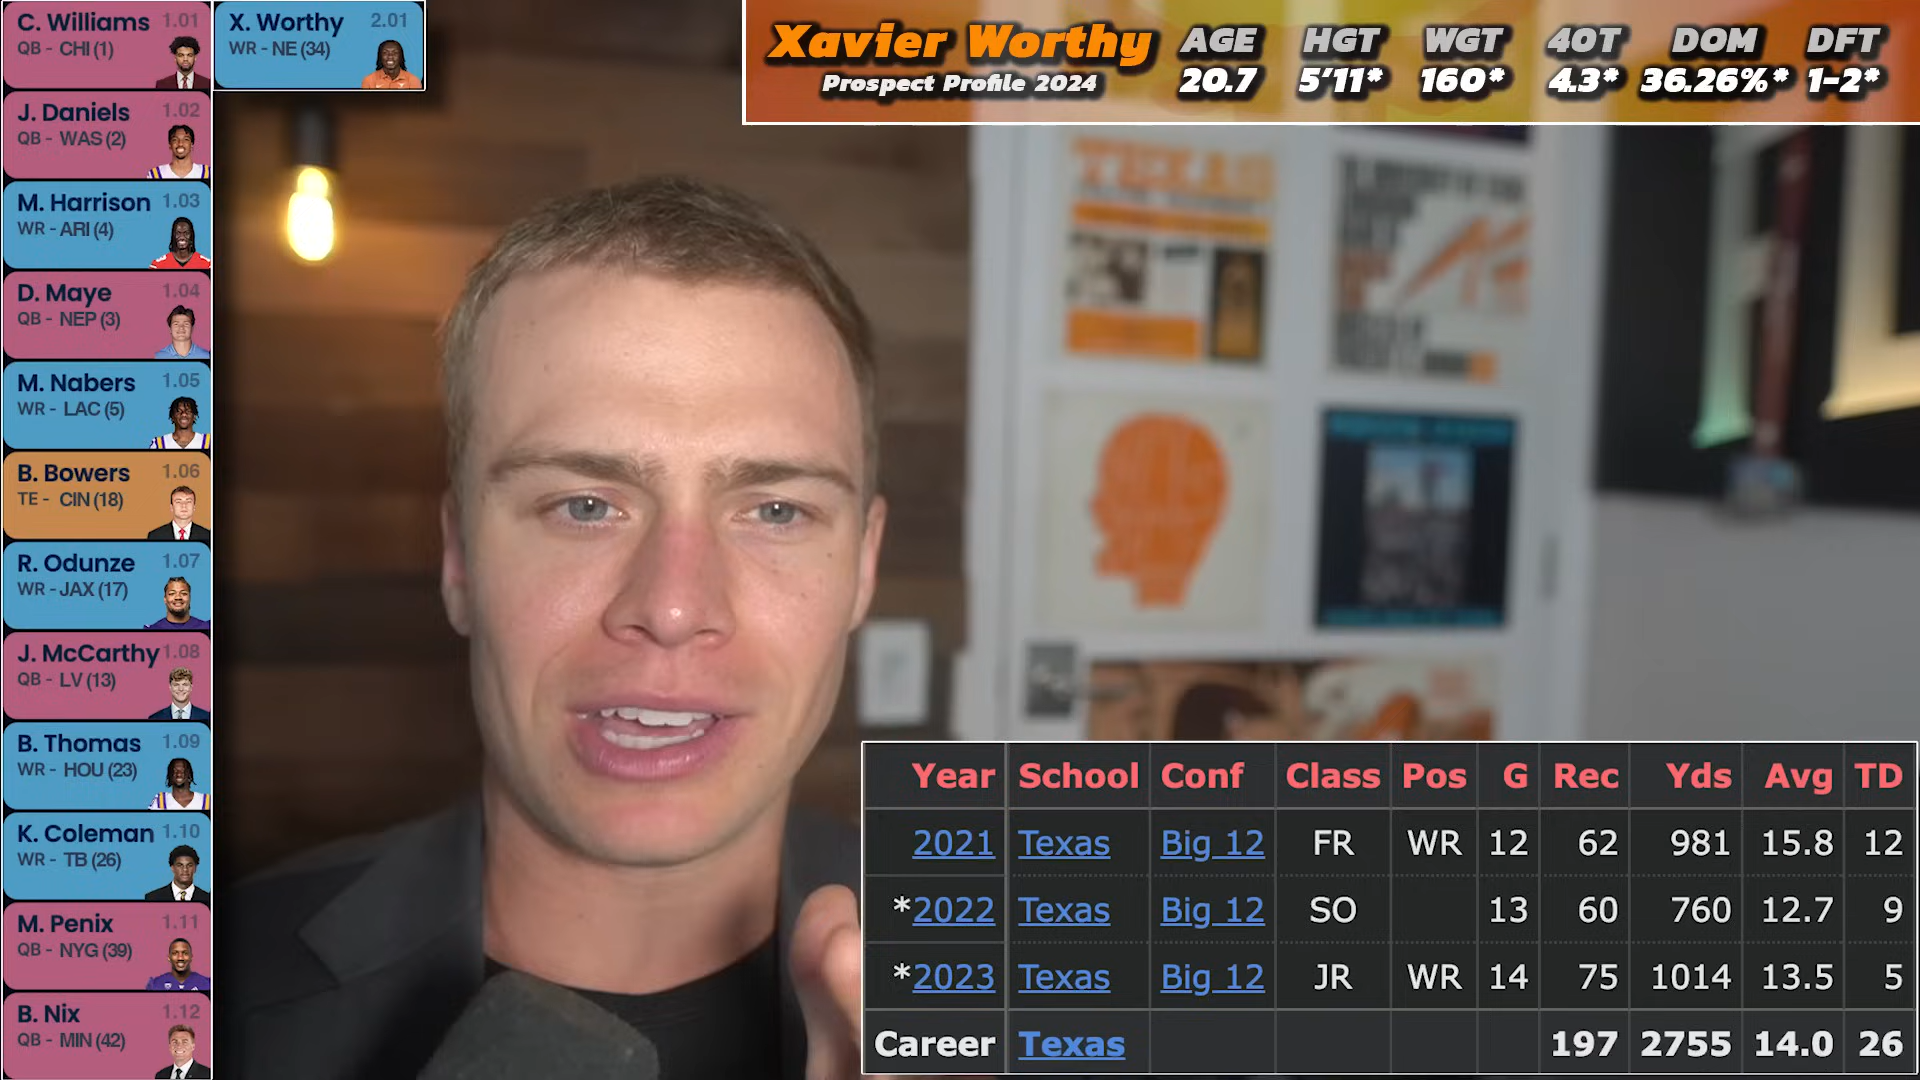 C. Williams 1.01
QB - CHI (1)
J. Daniels 1.02
QB - WAS (2)
M. Harrison 1.03
WR - ARI (4)
D. Maye 1.04
QB - NEP (3)
M. Nabers 1.05
WR - LAC (5)
B. Bowers 1.06
TE - CIN (18)
R. Odunze 1.07
WR - JAX (17)
J. McCarthy 1.08
QB - LV (13)
B. Thomas 1.09
WR - HOU (23)
K. Coleman 1.10
WR - TB (26)
M. Penix 1.11
QB - NYG (39)
B. Nix 1.12
QB - MIN (42)
X. Worthy 2.01
WR - NE (34)
Xavier Worthy
Prospect Profile 2024
AGE HGT WGT 40T DOM DFT
20.7 5'11* 160* 4.3* 36.26%* 1-2*
TEXAS
Year School Conf Class Pos G Rec Yds Avg TD
2021 Texas Big 12 FR WR 12 62 981 15.8 12
*2022 Texas Big 12 SO 13 60 760 12.7 9
*2023 Texas Big 12 JR WR 14 75 1014 13.5 5
Career Texas 197 2755 14.0 26